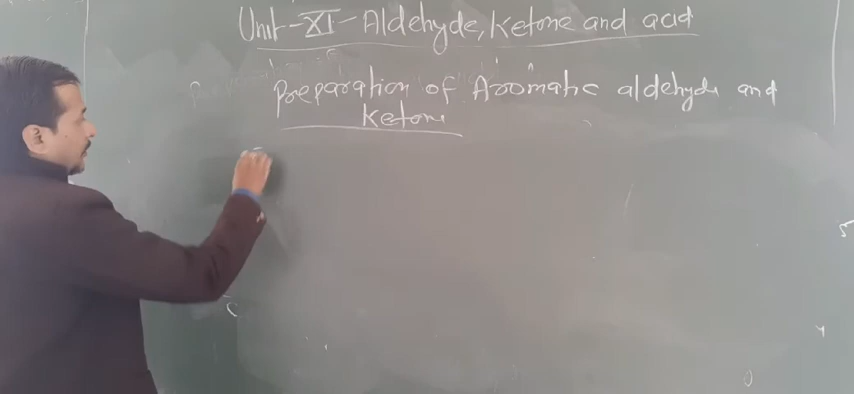 Unit-XI-Aldehyde, Ketone and acid
Preparation of Aromatic aldehyde and
Ketone